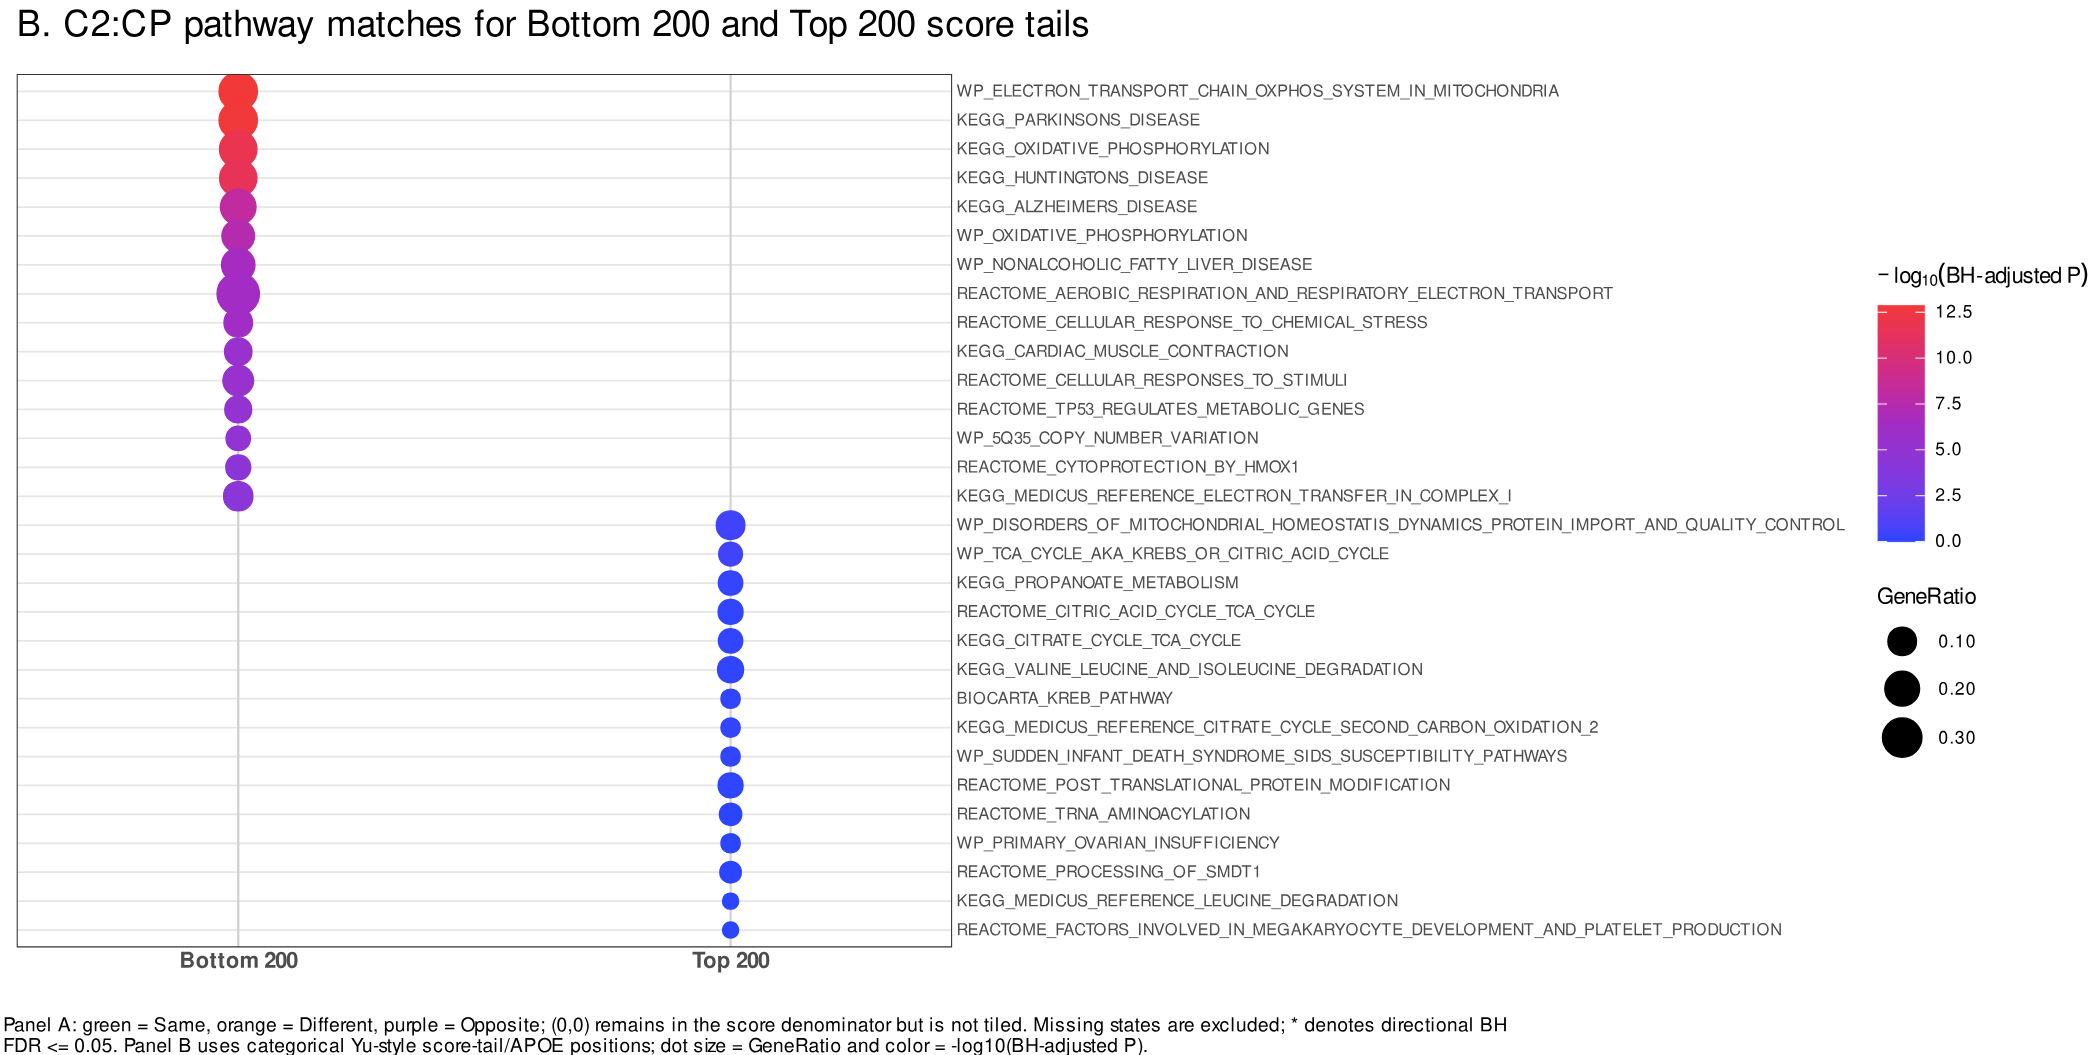 B. C2:CP pathway matches for Bottom 200 and Top 200 score tails
WP_ELECTRON_TRANSPORT_CHAIN_OXPHOS_SYSTEM_IN_MITOCHONDRIA
KEGG_PARKINSONS_DISEASE
KEGG_OXIDATIVE_PHOSPHORYLATION
KEGG_HUNTINGTONS_DISEASE
KEGG_ALZHEIMERS_DISEASE
WP_OXIDATIVE_PHOSPHORYLATION
WP_NONALCOHOLIC_FATTY_LIVER_DISEASE
REACTOME_AEROBIC_RESPIRATION_AND_RESPIRATORY_ELECTRON_TRANSPORT
REACTOME_CELLULAR_RESPONSE_TO_CHEMICAL_STRESS
KEGG_CARDIAC_MUSCLE_CONTRACTION
REACTOME_CELLULAR_RESPONSES_TO_STIMULI
REACTOME_TP53_REGULATES_METABOLIC_GENES
WP_5Q35_COPY_NUMBER_VARIATION
REACTOME_CYTOPROTECTION_BY_HMOX1
KEGG_MEDICUS_REFERENCE_ELECTRON_TRANSFER_IN_COMPLEX_I
WP_DISORDERS_OF_MITOCHONDRIAL_HOMEOSTATIS_DYNAMICS_PROTEIN_IMPORT_AND_QUALITY_CONTROL
WP_TCA_CYCLE_AKA_KREBS_OR_CITRIC_ACID_CYCLE
KEGG_PROPANOATE_METABOLISM
REACTOME_CITRIC_ACID_CYCLE_TCA_CYCLE
KEGG_CITRATE_CYCLE_TCA_CYCLE
KEGG_VALINE_LEUCINE_AND_ISOLEUCINE_DEGRADATION
BIOCARTA_KREB_PATHWAY
KEGG_MEDICUS_REFERENCE_CITRATE_CYCLE_SECOND_CARBON_OXIDATION_2
WP_SUDDEN_INFANT_DEATH_SYNDROME_SIDS_SUSCEPTIBILITY_PATHWAYS
REACTOME_POST_TRANSLATIONAL_PROTEIN_MODIFICATION
REACTOME_TRNA_AMINOACYLATION
WP_PRIMARY_OVARIAN_INSUFFICIENCY
REACTOME_PROCESSING_OF_SMDT1
KEGG_MEDICUS_REFERENCE_LEUCINE_DEGRADATION
REACTOME_FACTORS_INVOLVED_IN_MEGAKARYOCYTE_DEVELOPMENT_AND_PLATELET_PRODUCTION
Bottom 200 Top 200
− log₁₀(BH-adjusted P)
12.5
10.0
7.5
5.0
2.5
0.0
GeneRatio
0.10
0.20
0.30
Panel A: green = Same, orange = Different, purple = Opposite; (0,0) remains in the score denominator but is not tiled. Missing states are excluded; * denotes directional BH
FDR <= 0.05. Panel B uses categorical Yu-style score-tail/APOE positions; dot size = GeneRatio and color = -log10(BH-adjusted P).